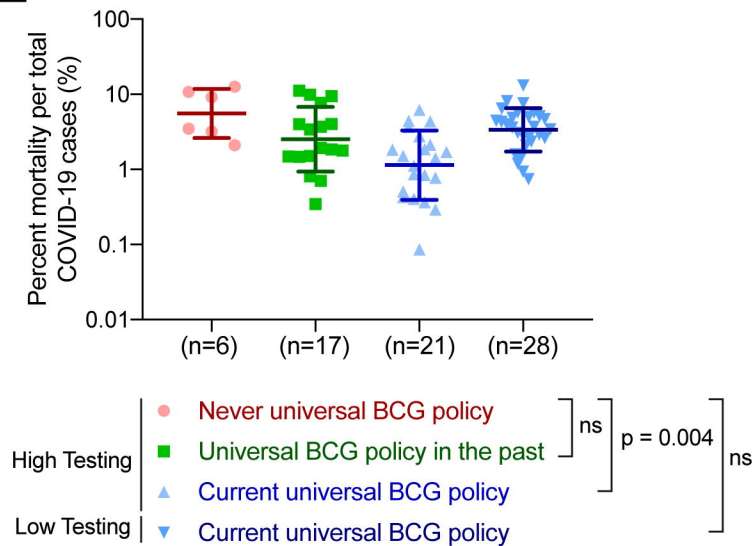 Percent mortality per total
COVID-19 cases (%)
100
10
1
0.1
0.01
(n=6) (n=17) (n=21) (n=28)
High Testing
Never universal BCG policy
Universal BCG policy in the past
Current universal BCG policy
Low Testing
Current universal BCG policy
ns
p = 0.004
ns